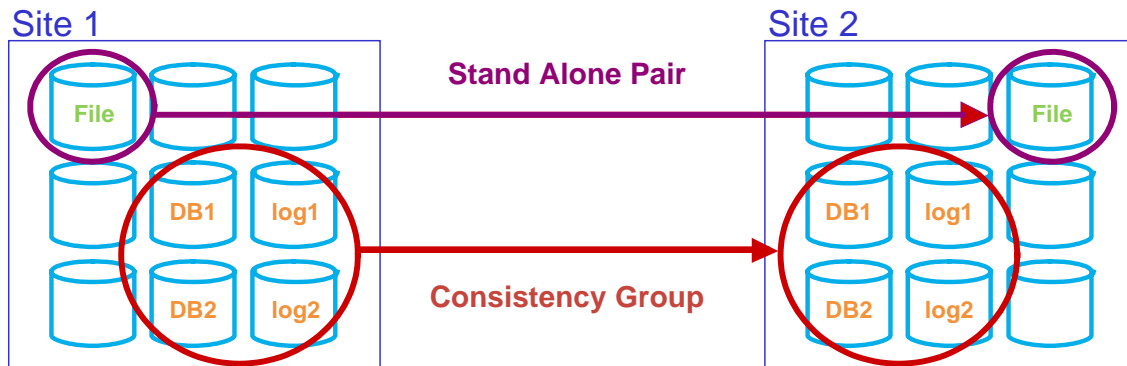 Site 1
Site 2
Stand Alone Pair
File
File
DB1
log1
DB1
log1
DB2
log2
Consistency Group
DB2
log2